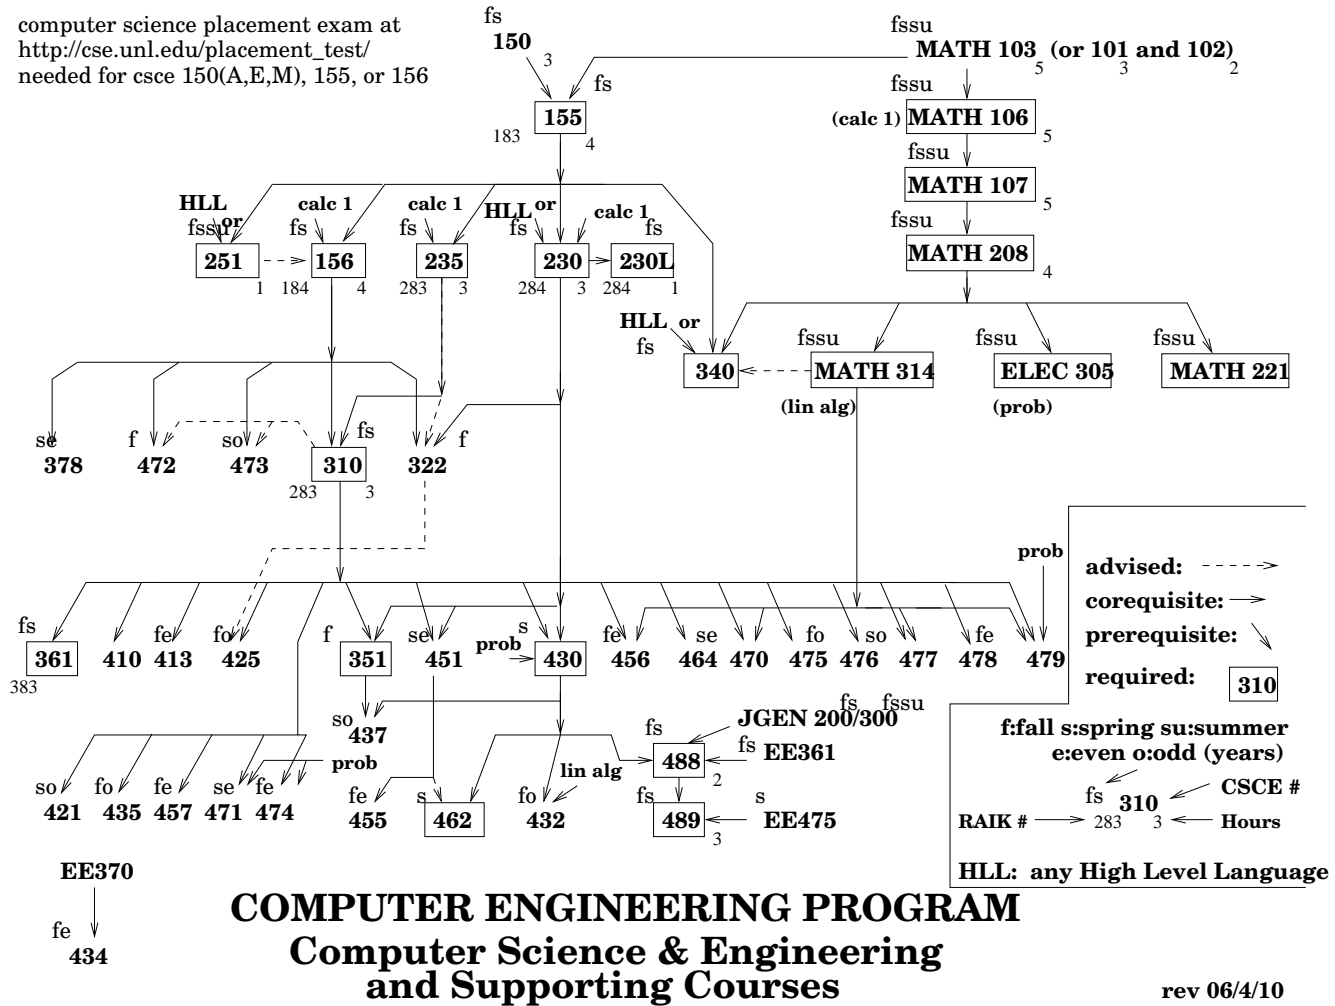 computer science placement exam at
http://cse.unl.edu/placement_test/
needed for csce 150(A,E,M), 155, or 156
fs
150
3
fssu
MATH 103 (or 101 and 102)
5 3 2
fs
155
183 4
fssu
(calc 1) MATH 106
5
fssu
MATH 107
5
fssu
MATH 208
4
HLL or
fssu
251
1
calc 1
fs
156
184 4
calc 1
fs
235
283 3
HLL or calc 1
fs
230
284 3
fs
230L
284 1
HLL or
fs
340
fssu
MATH 314
(lin alg)
fssu
ELEC 305
(prob)
fssu
MATH 221
se
378
f
472
so
473
fs
310
283 3
f
322
fs
361
383
410
fe
413
fo
425
f
351
se
451
prob
s
430
fe
456
se
464
470
fo
475
476
so
477
fe
478
prob
479
so
437
fs fssu
JGEN 200/300
fs
488
2
fs
EE361
so
421
fo
435
fe
457
se
471
fe
474
prob
fe
455
s
462
fo
432
lin alg
fs
489
3
s
EE475
EE370
fe
434
advised:
corequisite:
prerequisite:
required: 310
f:fall s:spring su:summer
e:even o:odd (years)
fs
310
CSCE #
RAIK # 283 3 Hours
HLL: any High Level Language
COMPUTER ENGINEERING PROGRAM
Computer Science & Engineering
and Supporting Courses
rev 06/4/10